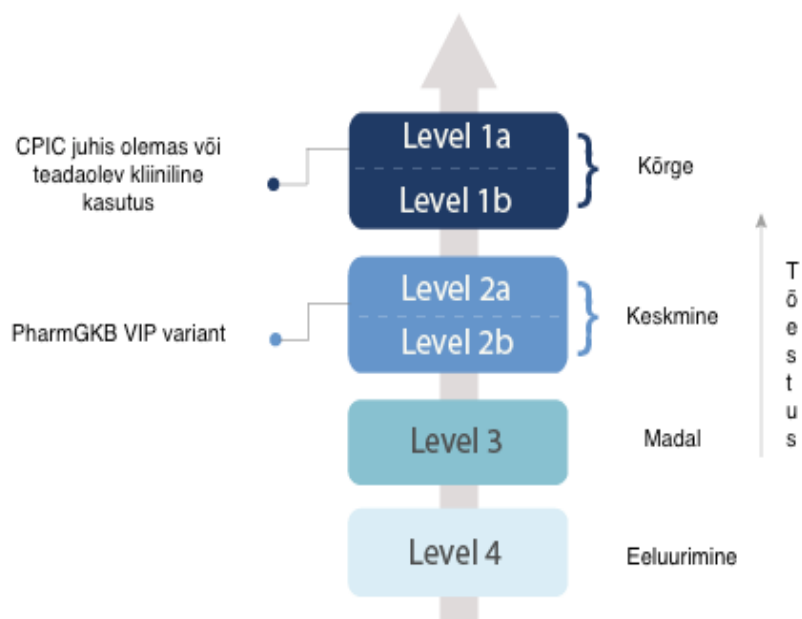 CPIC juhis olemas või
teadaolev kliiniline
kasutus
Level 1a
Level 1b
Kõrge
PharmGKB VIP variant
Level 2a
Level 2b
Keskmine
Level 3
Madal
Level 4
Eeluurimine
Tõestus